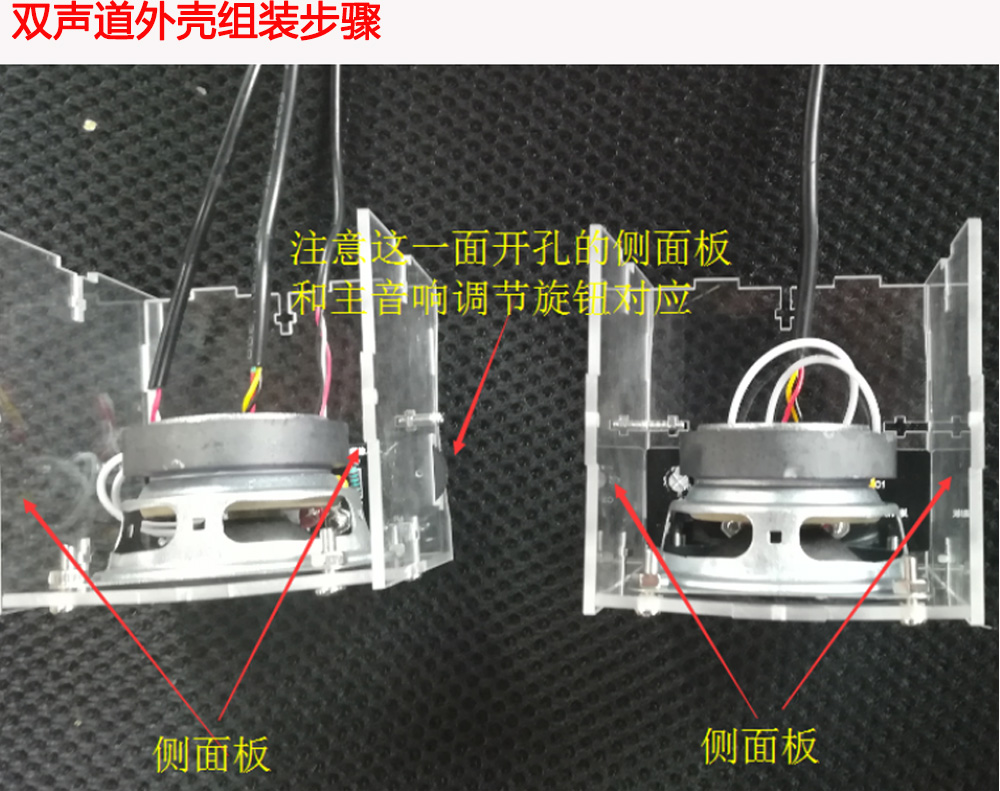 双声道外壳组装步骤
注意这一面开孔的侧面板
和主音响调节旋钮对应
侧面板
侧面板